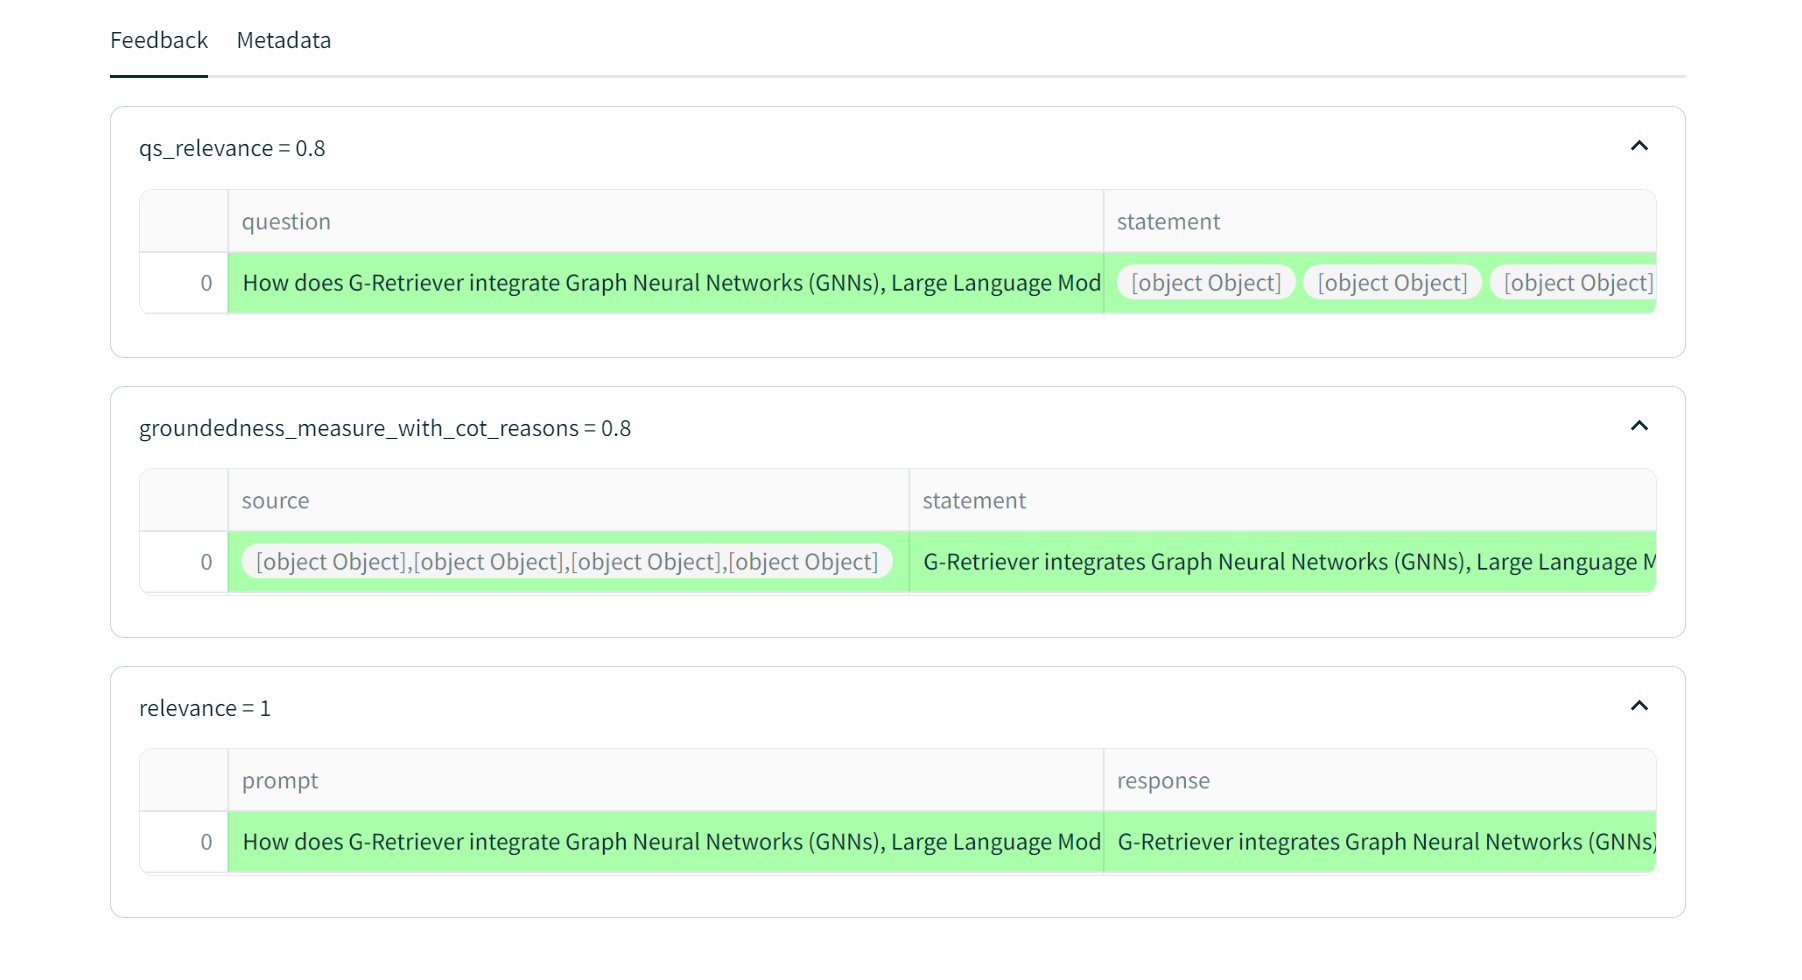 Feedback Metadata
qs_relevance = 0.8
question statement
0 How does G-Retriever integrate Graph Neural Networks (GNNs), Large Language Mod [object Object] [object Object] [object Object]
groundedness_measure_with_cot_reasons = 0.8
source statement
0 [object Object],[object Object],[object Object],[object Object] G-Retriever integrates Graph Neural Networks (GNNs), Large Language M
relevance = 1
prompt response
0 How does G-Retriever integrate Graph Neural Networks (GNNs), Large Language Mod G-Retriever integrates Graph Neural Networks (GNNs)